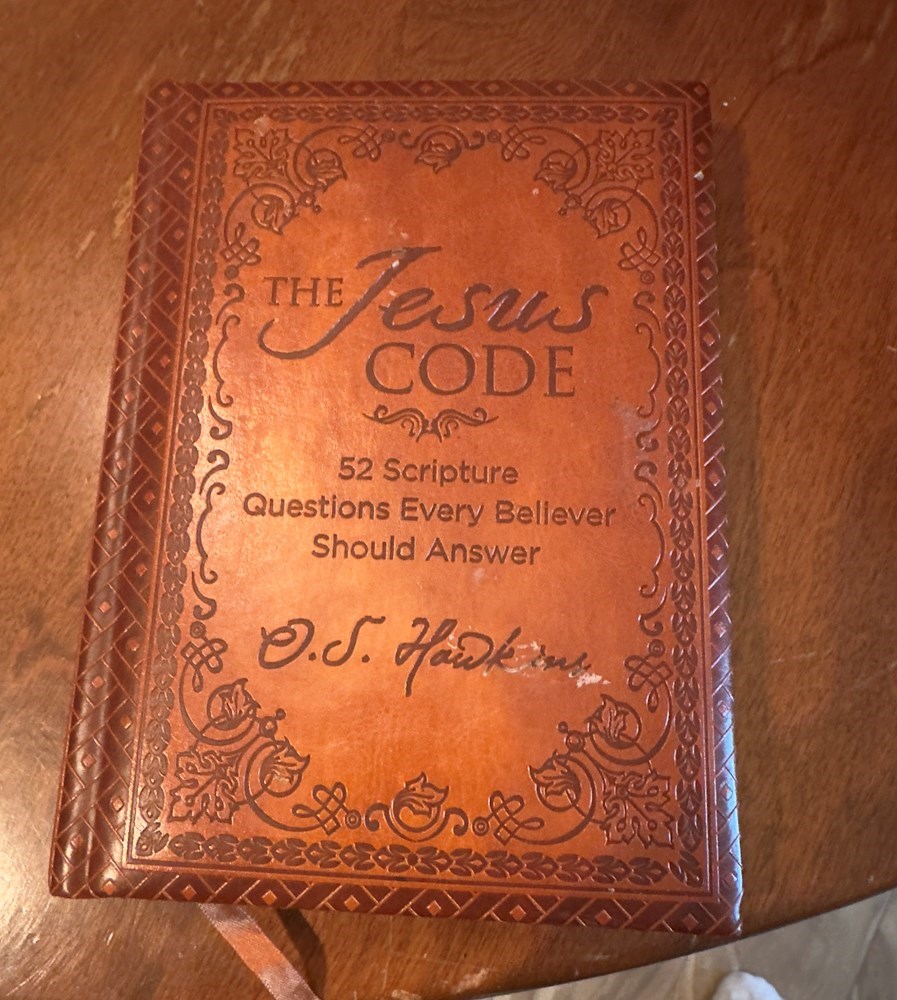 THE Jesus
CODE
52 Scripture
Questions Every Believer
Should Answer
O.S. Hawkins